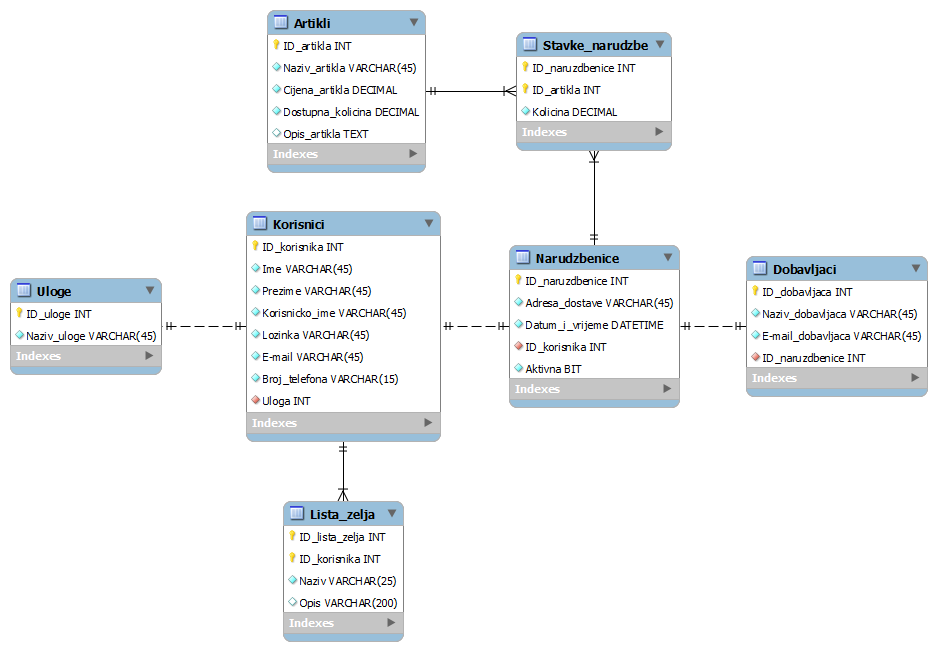 Artikli
ID_artikla INT
Naziv_artikla VARCHAR(45)
Cijena_artikla DECIMAL
Dostupna_kolicina DECIMAL
Opis_artikla TEXT
Indexes
Stavke_narudzbe
ID_naruzdbenice INT
ID_artikla INT
Kolicina DECIMAL
Indexes
Korisnici
ID_korisnika INT
Ime VARCHAR(45)
Prezime VARCHAR(45)
Korisnicko_ime VARCHAR(45)
Lozinka VARCHAR(45)
E-mail VARCHAR(45)
Broj_telefona VARCHAR(15)
Uloga INT
Indexes
Uloge
ID_uloge INT
Naziv_uloge VARCHAR(45)
Indexes
Narudzbenice
ID_naruzdbenice INT
Adresa_dostave VARCHAR(45)
Datum_i_vrijeme DATETIME
ID_korisnika INT
Aktivna BIT
Indexes
Dobavljaci
ID_dobavljaca INT
Naziv_dobavljaca VARCHAR(45)
E-mail_dobavljaca VARCHAR(45)
ID_naruzdbenice INT
Indexes
Lista_zelja
ID_lista_zelja INT
ID_korisnika INT
Naziv VARCHAR(25)
Opis VARCHAR(200)
Indexes